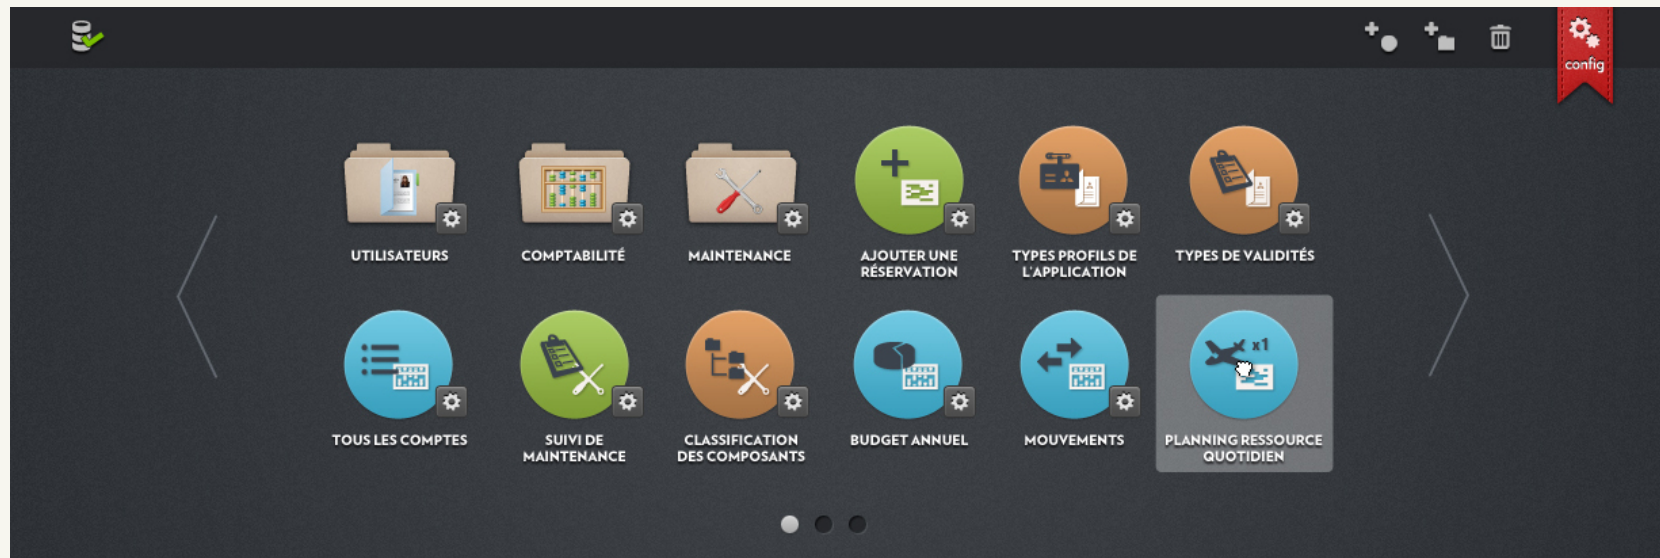 config
UTILISATEURS
COMPTABILITÉ
MAINTENANCE
AJOUTER UNE
RÉSERVATION
TYPES PROFILS DE
L'APPLICATION
TYPES DE VALIDITÉS
x1
TOUS LES COMPTES
SUIVI DE
MAINTENANCE
CLASSIFICATION
DES COMPOSANTS
BUDGET ANNUEL
MOUVEMENTS
PLANNING RESSOURCE
QUOTIDIEN